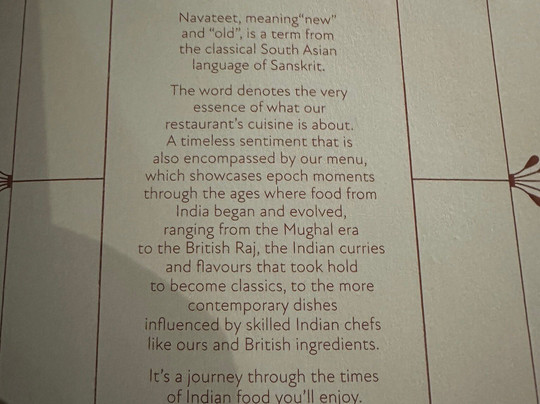 Navateet, meaning“new”
and “old”, is a term from
the classical South Asian
language of Sanskrit.
The word denotes the very
essence of what our
restaurant's cuisine is about.
A timeless sentiment that is
also encompassed by our menu,
which showcases epoch moments
through the ages where food from
India began and evolved,
ranging from the Mughal era
to the British Raj, the Indian curries
and flavours that took hold
to become classics, to the more
contemporary dishes
influenced by skilled Indian chefs
like ours and British ingredients.
It's a journey through the times
of Indian food you'll enjoy.